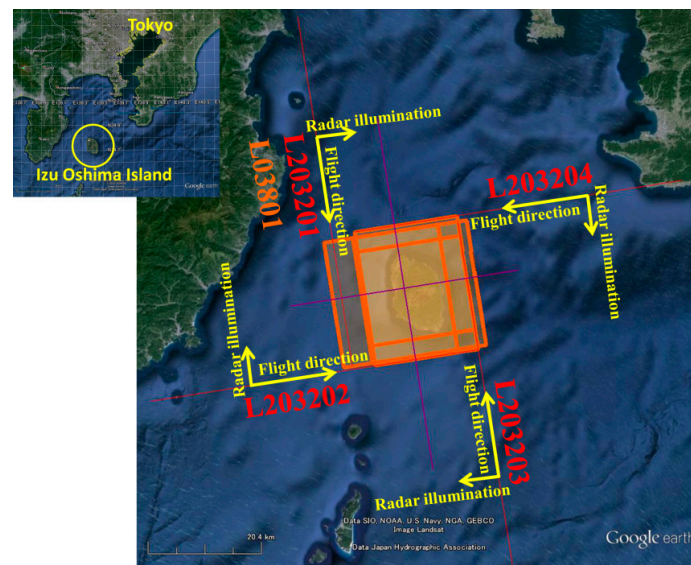 Tokyo
Izu Oshima Island
Google earth
Radar illumination
Flight direction
L203201
L03801
L203204
Flight direction
Radar illumination
Radar illumination
Flight direction
L203202
Flight direction
L203203
Radar illumination
Data SIO, NOAA, U.S. Navy, NGA, GEBCO
Image Landsat
Data Japan Hydrographic Association
20.4 km
Google earth